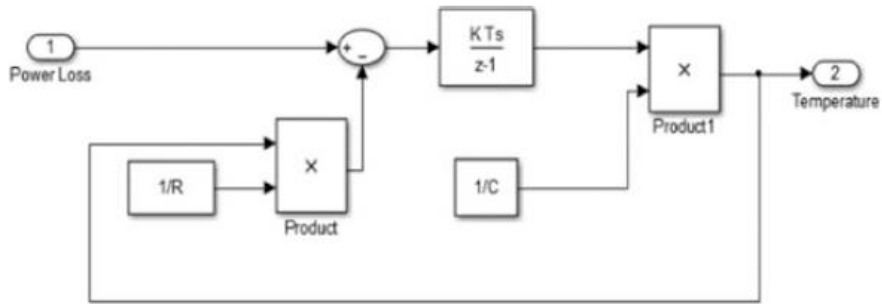 1
Power Loss
+
-
K Ts
z-1
×
Product1
2
Temperature
1/R
×
Product
1/C